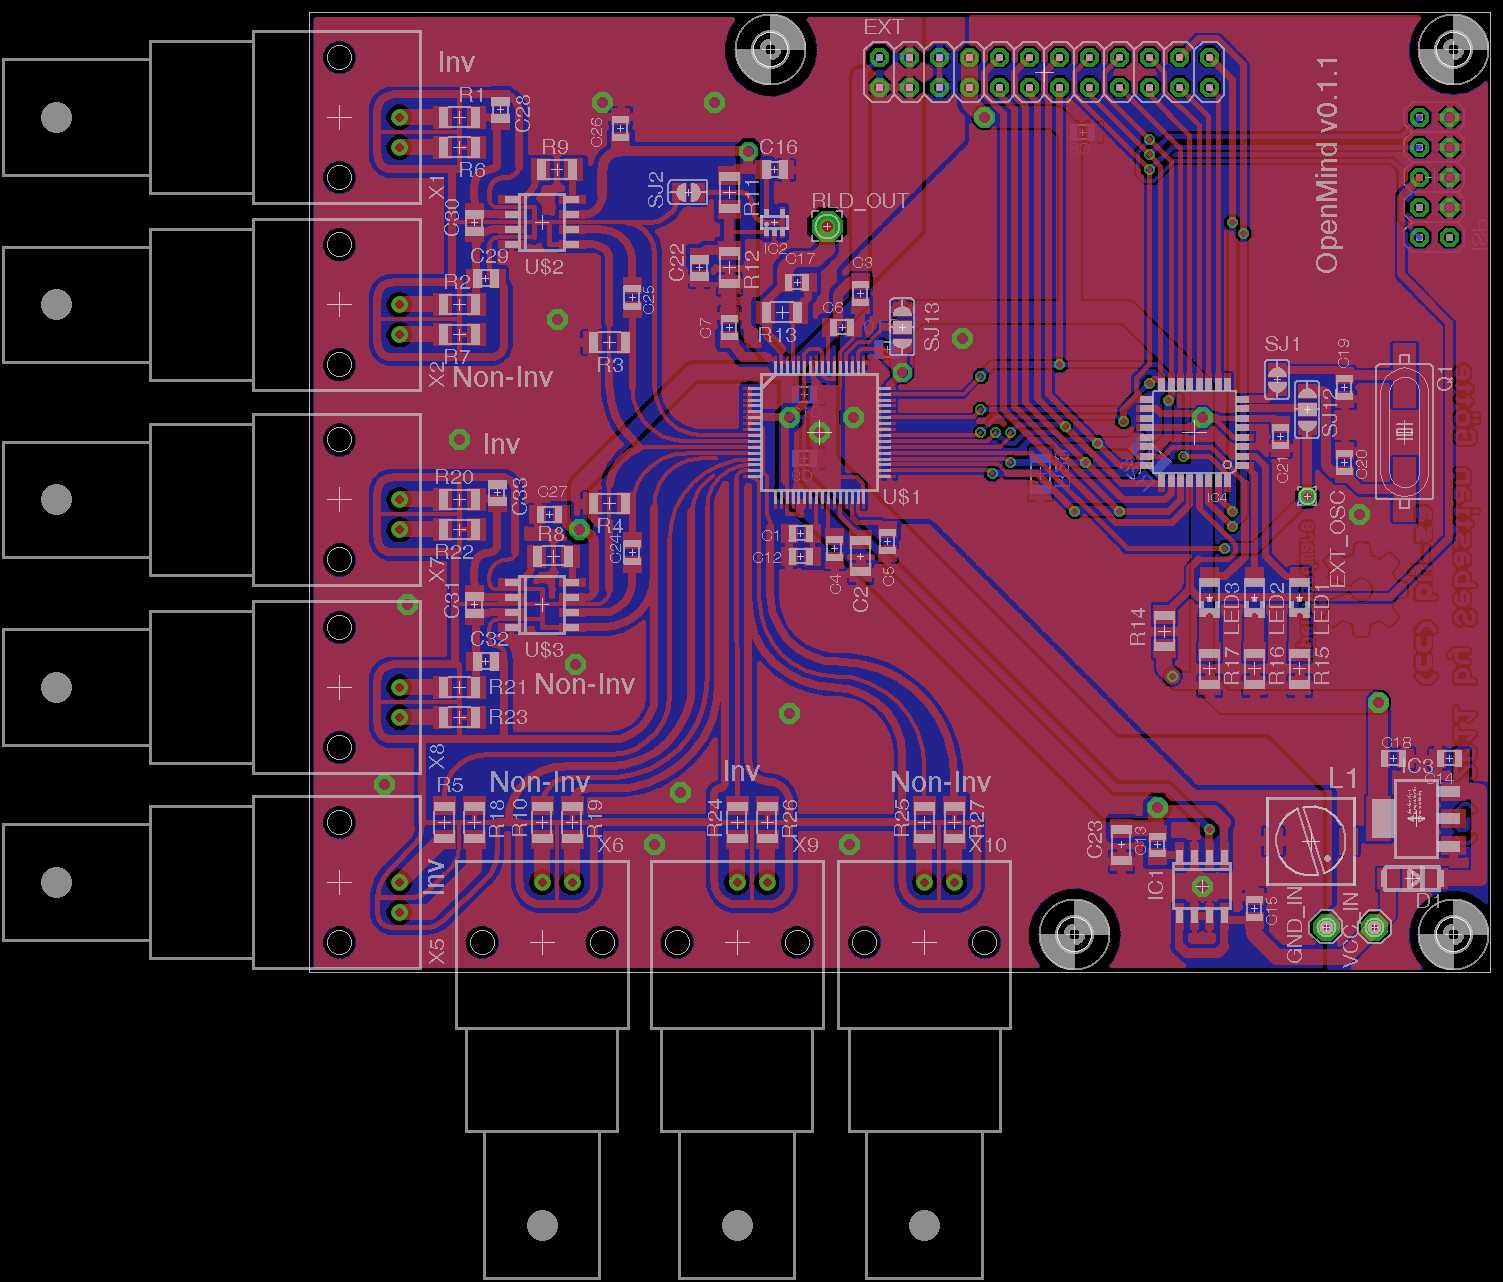 EXT
Inv
R1
C28
R6
X1
C26
R9
C16
SJ2
R11
IC2
RLD_OUT
OpenMind v0.1.1
ISP
C30
U$2
C29
R2
R7
X2
Non-Inv
C25
R3
C22
R12
C17
C3
C7
R13
C6
SJ13
SJ1
C19
SJ12
Q1
C21
C20
IC4
U$1
EXT_OSC
Inv
R20
C33
C27
R22
X7
R8
R4
C24
C1
C12
C4
C2
C5
C31
U$3
C32
R21
R23
X8
Non-Inv
R14
LED3
LED2
LED1
R17
R16
R15
R5
R18
Non-Inv
R10
R19
X6
Inv
R24
R26
X9
Non-Inv
R25
R27
X10
Inv
X5
C23
C13
IC1
C15
L1
C18
IC3
C14
D1
GND_IN
VCC_IN